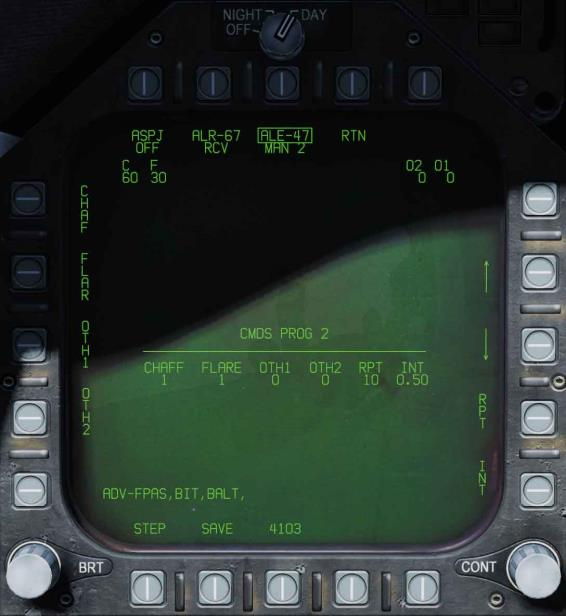 NIGHT DAY
OFF
ASPJ ALR-67 ALE-47 RTN
OFF RCV MAN 2
C F O2 O1
60 30 0 0
CHAF
FLAR
OTH1
OTH2
CMDS PROG 2
CHAFF FLARE OTH1 OTH2 RPT INT
1 1 0 0 10 0.50
RPT
INT
ADV-FPAS,BIT,BALT,
STEP SAVE 4103
BRT CONT